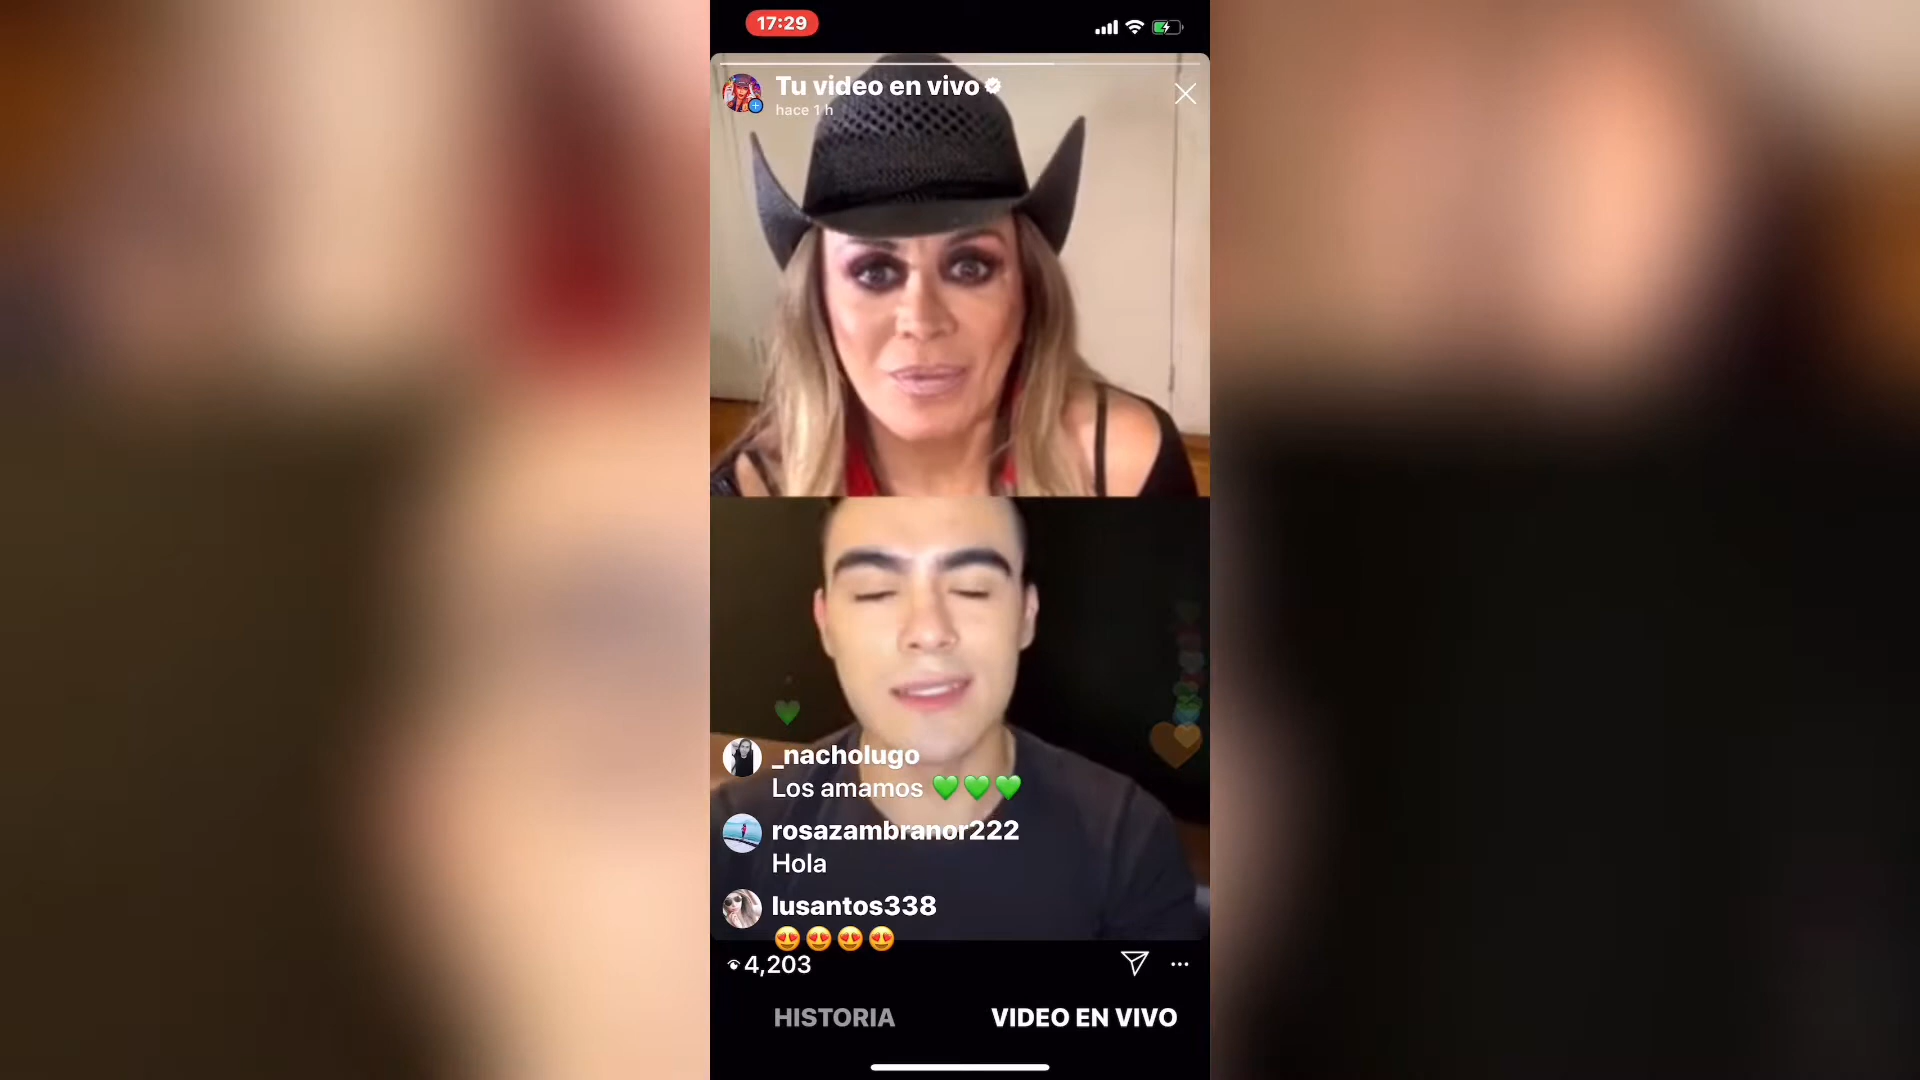 17:29
Tu video en vivo
hace 1 h
_nacholugo
Los amamos 💚💚💚
rosazambranor222
Hola
lusantos338
😍😍😍😍
4,203
HISTORIA
VIDEO EN VIVO